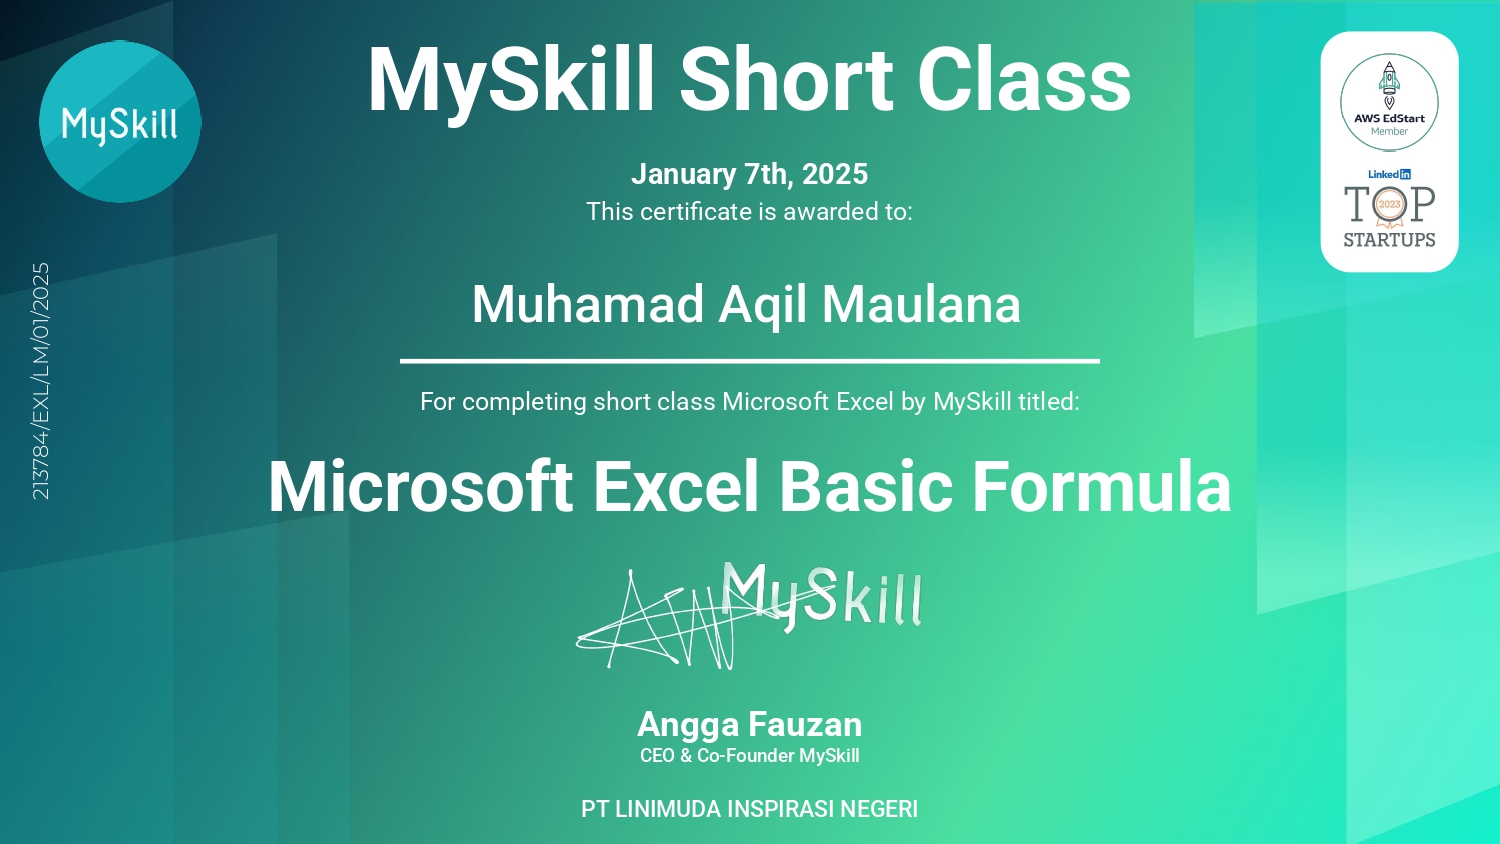 MySkill Short Class
MySkill
AWS EdStart
Member
Linked in
2023
TOP
STARTUPS
January 7th, 2025
This certificate is awarded to:
Muhamad Aqil Maulana
For completing short class Microsoft Excel by MySkill titled:
Microsoft Excel Basic Formula
213784/EXL/LM/01/2025
MySkill
Angga Fauzan
CEO & Co-Founder MySkill
PT LINIMUDA INSPIRASI NEGERI